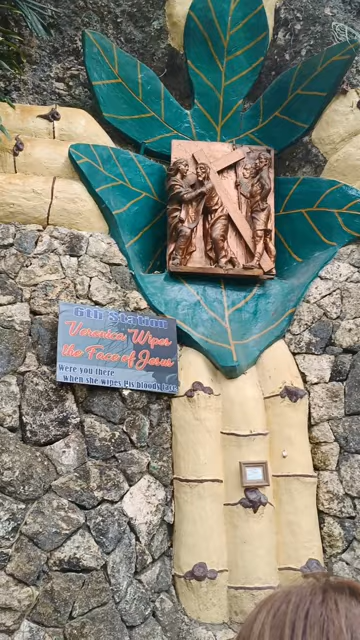 6th Station
Veronica Wipes
the Face of Jesus
Were you there
when she wipes His bloody face